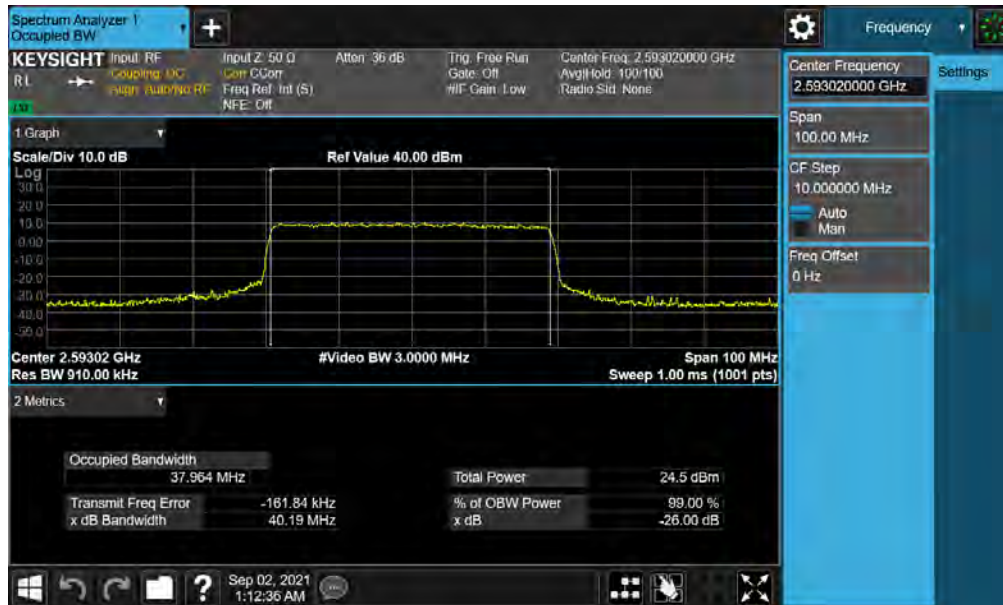 Spectrum Analyzer 1
Occupied BW
+
Frequency
KEYSIGHT Input: RF
R L
Coupling: DC
Align: Auto/No RF
Input Z: 50 Ω
Corr CCorr
Freq Ref: Int (S)
NFE: Off
Atten: 36 dB
Trig: Free Run
Gate: Off
#IF Gain: Low
Center Freq: 2.593020000 GHz
Avg|Hold: 100/100
Radio Std: None
Center Frequency
2.593020000 GHz
Settings
Span
100.00 MHz
CF Step
10.000000 MHz
Auto
Man
Freq Offset
0 Hz
1 Graph
Scale/Div 10.0 dB
Ref Value 40.00 dBm
Log
30.0
20.0
10.0
0.00
-10.0
-20.0
-30.0
-40.0
-50.0
Center 2.59302 GHz
#Video BW 3.0000 MHz
Span 100 MHz
Res BW 910.00 kHz
Sweep 1.00 ms (1001 pts)
2 Metrics
Occupied Bandwidth
37.964 MHz
Total Power 24.5 dBm
Transmit Freq Error -161.84 kHz
% of OBW Power 99.00 %
x dB Bandwidth 40.19 MHz
x dB -26.00 dB
?
Sep 02, 2021
1:12:36 AM